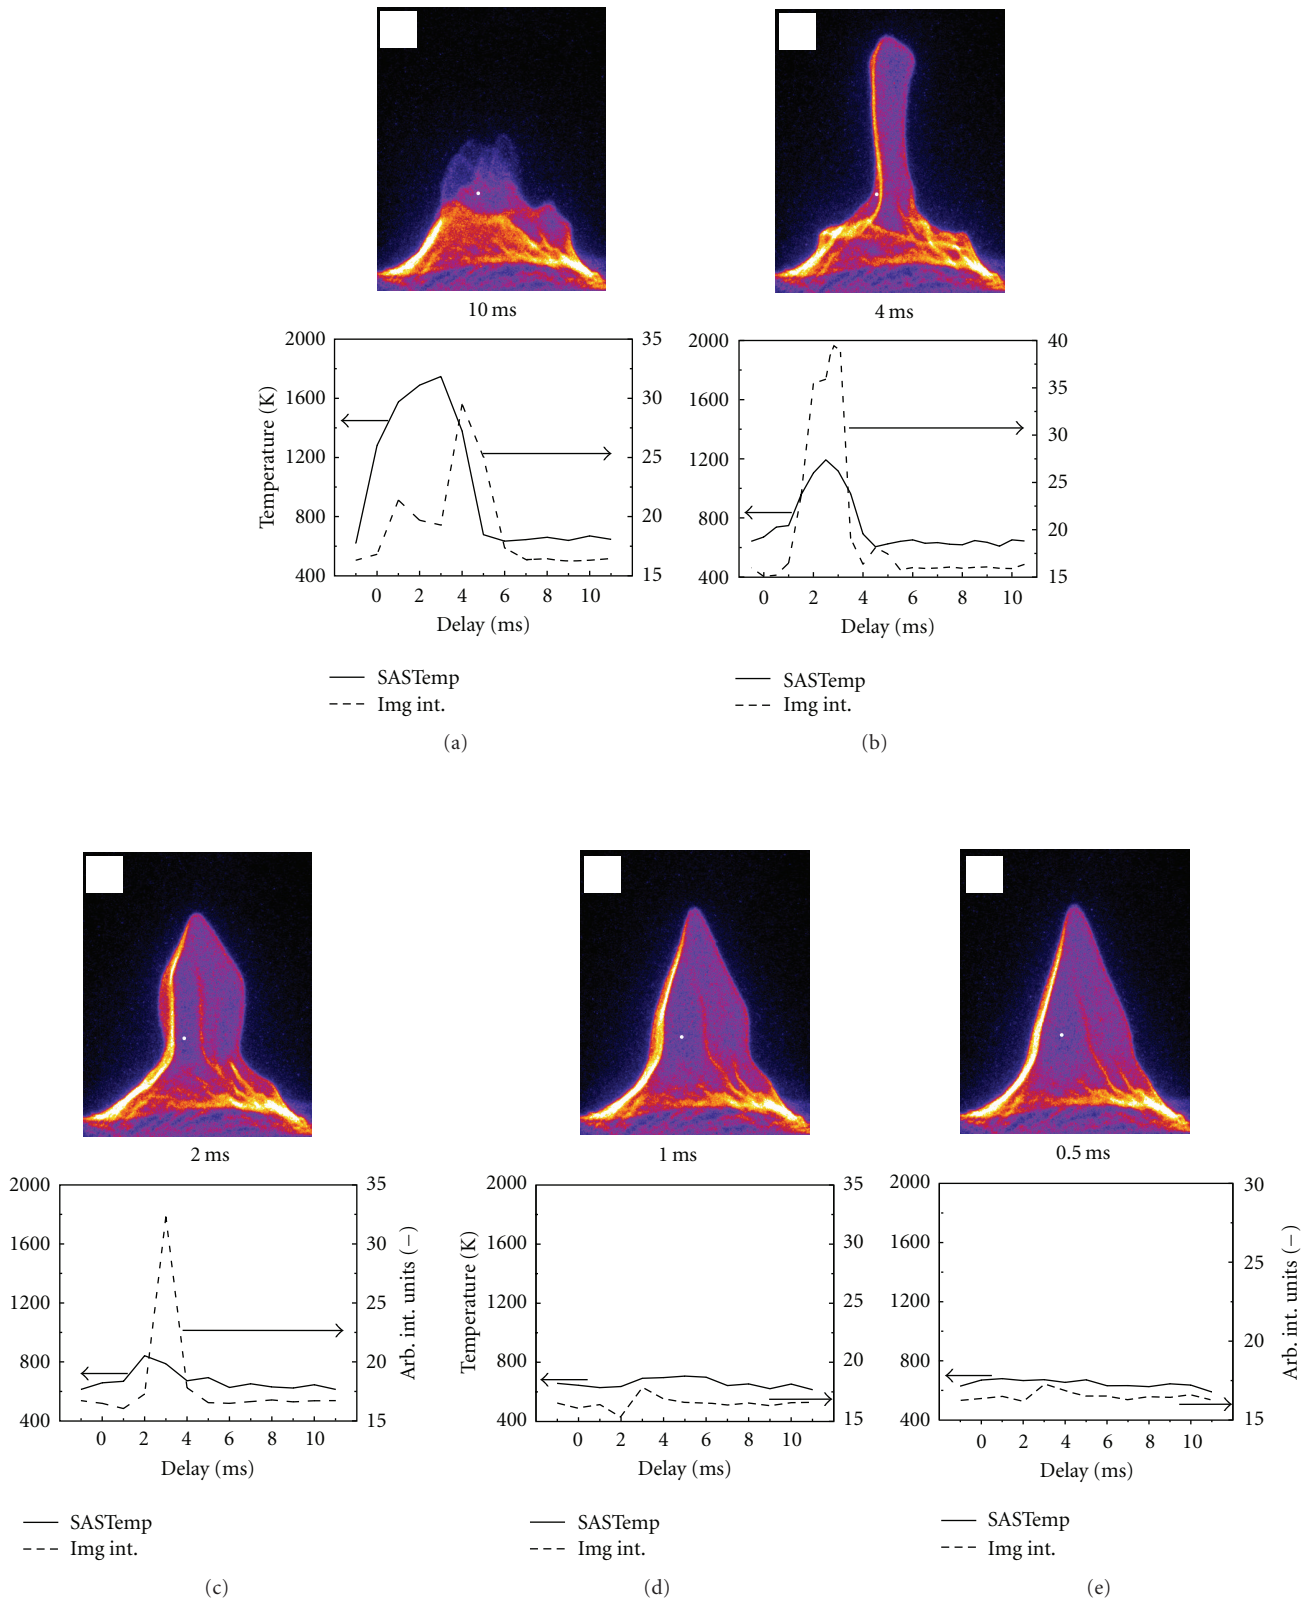 10 ms
4 ms
2000
1600
1200
800
400
Temperature (K)
35
30
25
20
15
0 2 4 6 8 10
Delay (ms)
SASTemp
Img int.
(a)
2000
1600
1200
800
400
40
35
30
25
20
15
0 2 4 6 8 10
Delay (ms)
SASTemp
Img int.
(b)
2 ms
1 ms
0.5 ms
2000
1600
1200
800
400
35
30
25
20
15
Arb. int. units (−)
0 2 4 6 8 10
Delay (ms)
SASTemp
Img int.
(c)
2000
1600
1200
800
400
Temperature (K)
35
30
25
20
15
0 2 4 6 8 10
Delay (ms)
SASTemp
Img int.
(d)
2000
1600
1200
800
400
30
25
20
15
Arb. int. units (−)
0 2 4 6 8 10
Delay (ms)
SASTemp
Img int.
(e)